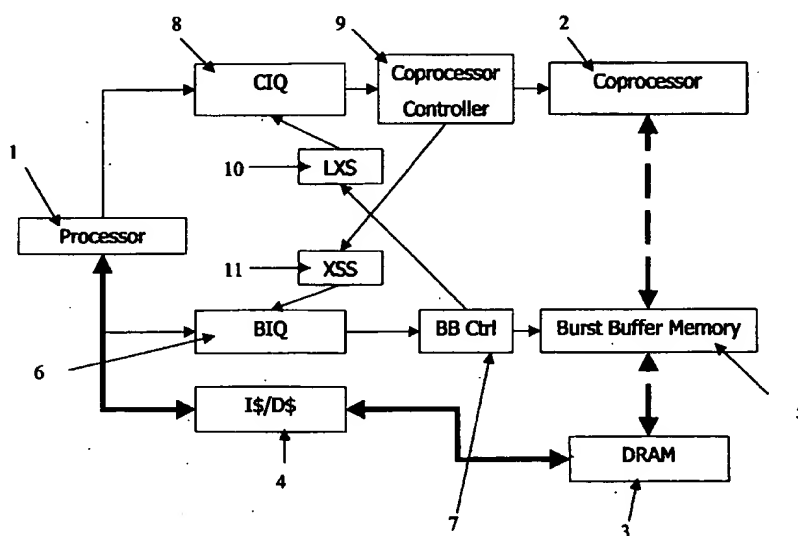 8
9
2
CIQ
Coprocessor
Controller
Coprocessor
10
LXS
1
Processor
11
XSS
BIQ
BB Ctrl
Burst Buffer Memory
6
I$/D$
4
7
DRAM
3